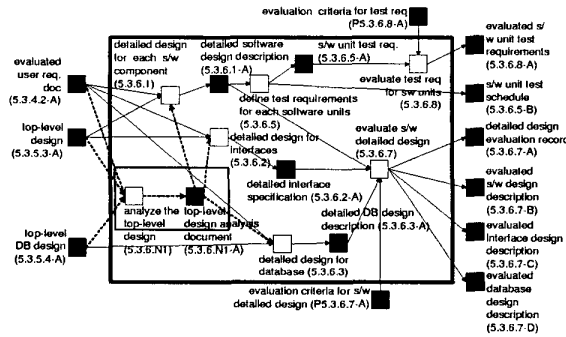 evaluation criteria for test req
(P5.3.6.8-A)
evaluated s/
w unit test
requirements
(5.3.6.8-A)
detailed design
for each s/w
component
(5.3.6.1)
detailed software
design description
(5.3.6.1-A)
s/w unit test req.
(5.3.6.5-A)
evaluate test req
for sw units
(5.3.6.8)
evaluated
user req.
doc
(5.3.4.2-A)
define test requirements
for each software units
(5.3.6.5)
s/w unit test
schedule
(5.3.6.5-B)
top-level
design
(5.3.5.3-A)
detailed design for
interfaces
(5.3.6.2)
evaluate s/w
detailed design
(5.3.6.7)
detailed design
evaluation record
(5.3.6.7-A)
detailed interface
specification (5.3.6.2-A)
evaluated
s/w design
description
(5.3.6.7-B)
analyze the
top-level
design
(5.3.6.N1)
top-level
design analysis
document
(5.3.6.N1-A)
detailed DB design
description (5.3.6.3-A)
evaluated
interface design
description
(5.3.6.7-C)
top-level
DB design
(5.3.5.4-A)
detailed design for
database (5.3.6.3)
evaluation criteria for s/w
detailed design (P5.3.6.7-A)
evaluated
database
design
description
(5.3.6.7-D)